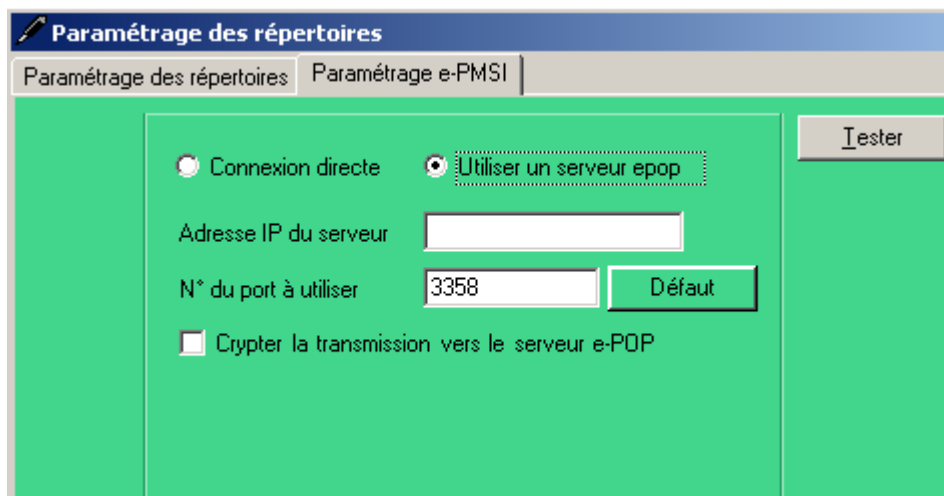 Paramétrage des répertoires
Paramétrage des répertoires Paramétrage e-PMSI
Tester
Connexion directe Utiliser un serveur epop
Adresse IP du serveur
N° du port à utiliser 3358 Défaut
Crypter la transmission vers le serveur e-POP